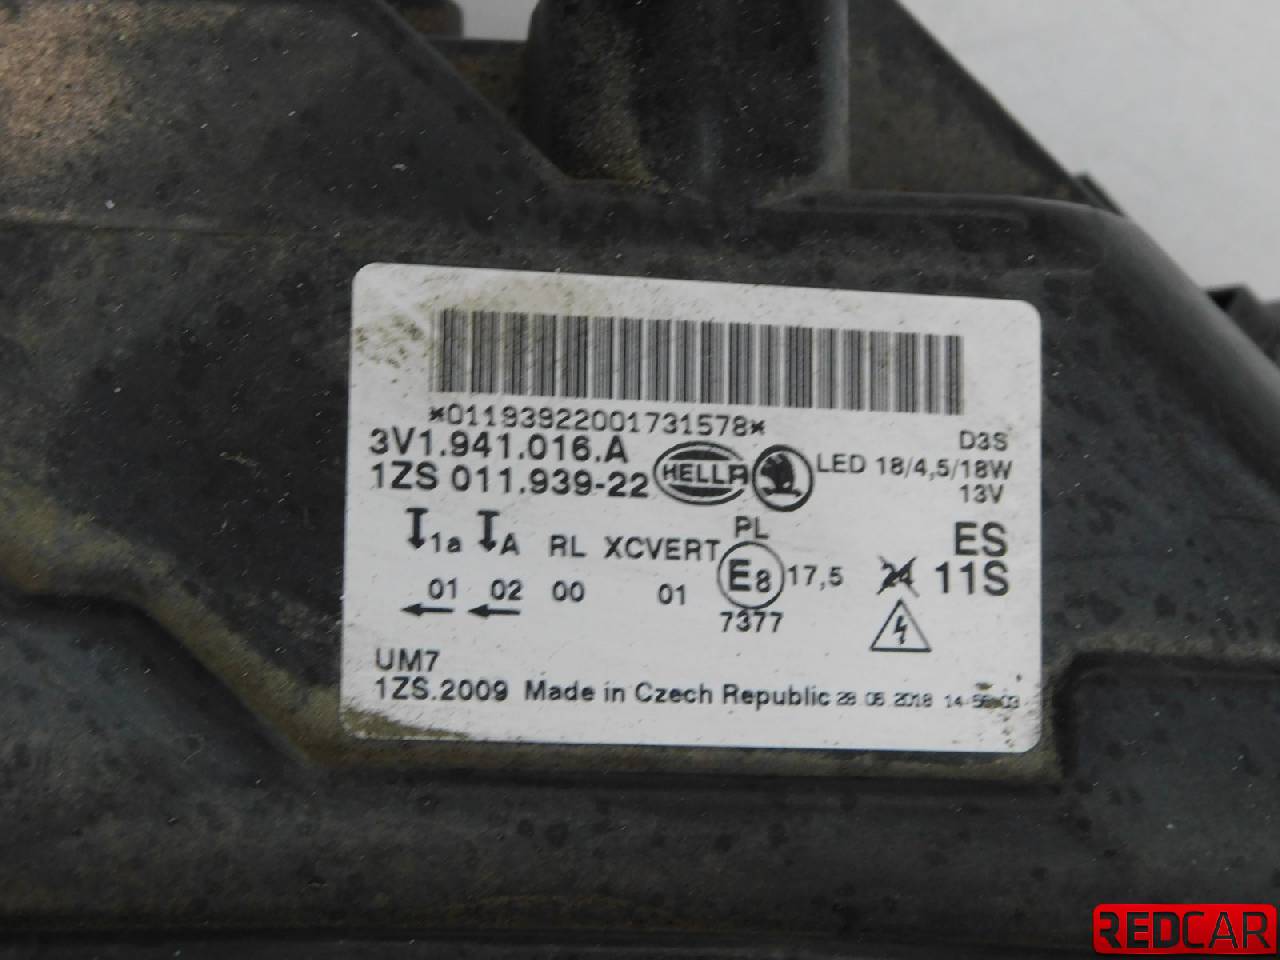 *01193922001731578*
3V1.941.016.A
1ZS 011.939-22
HELLA
D3S
LED 18/4,5/18W
13V
1a A RL XCVERT
PL
ES
01 02 00 01
E8
17,5
24
11S
7377
UM7
1ZS.2009 Made in Czech Republic 2018
REDCAR